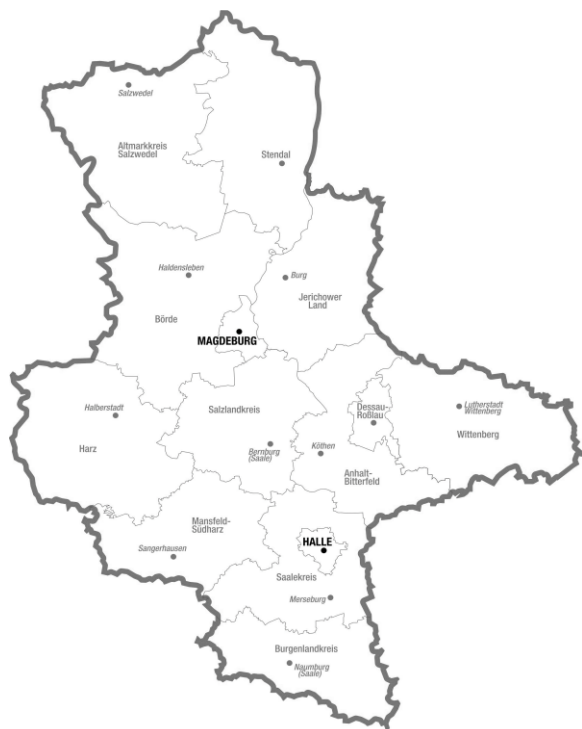 Salzwedel
Altmarkkreis
Salzwedel
Stendal
Haldensleben
Burg
Börde
Jerichower
Land
MAGDEBURG
Halberstadt
Harz
Salzlandkreis
Bernburg
(Saale)
Köthen
Dessau-
Roßlau
Lutherstadt
Wittenberg
Wittenberg
Anhalt-
Bitterfeld
Mansfeld-
Südharz
Sangerhausen
HALLE
Saalekreis
Merseburg
Burgenlandkreis
Naumburg
(Saale)